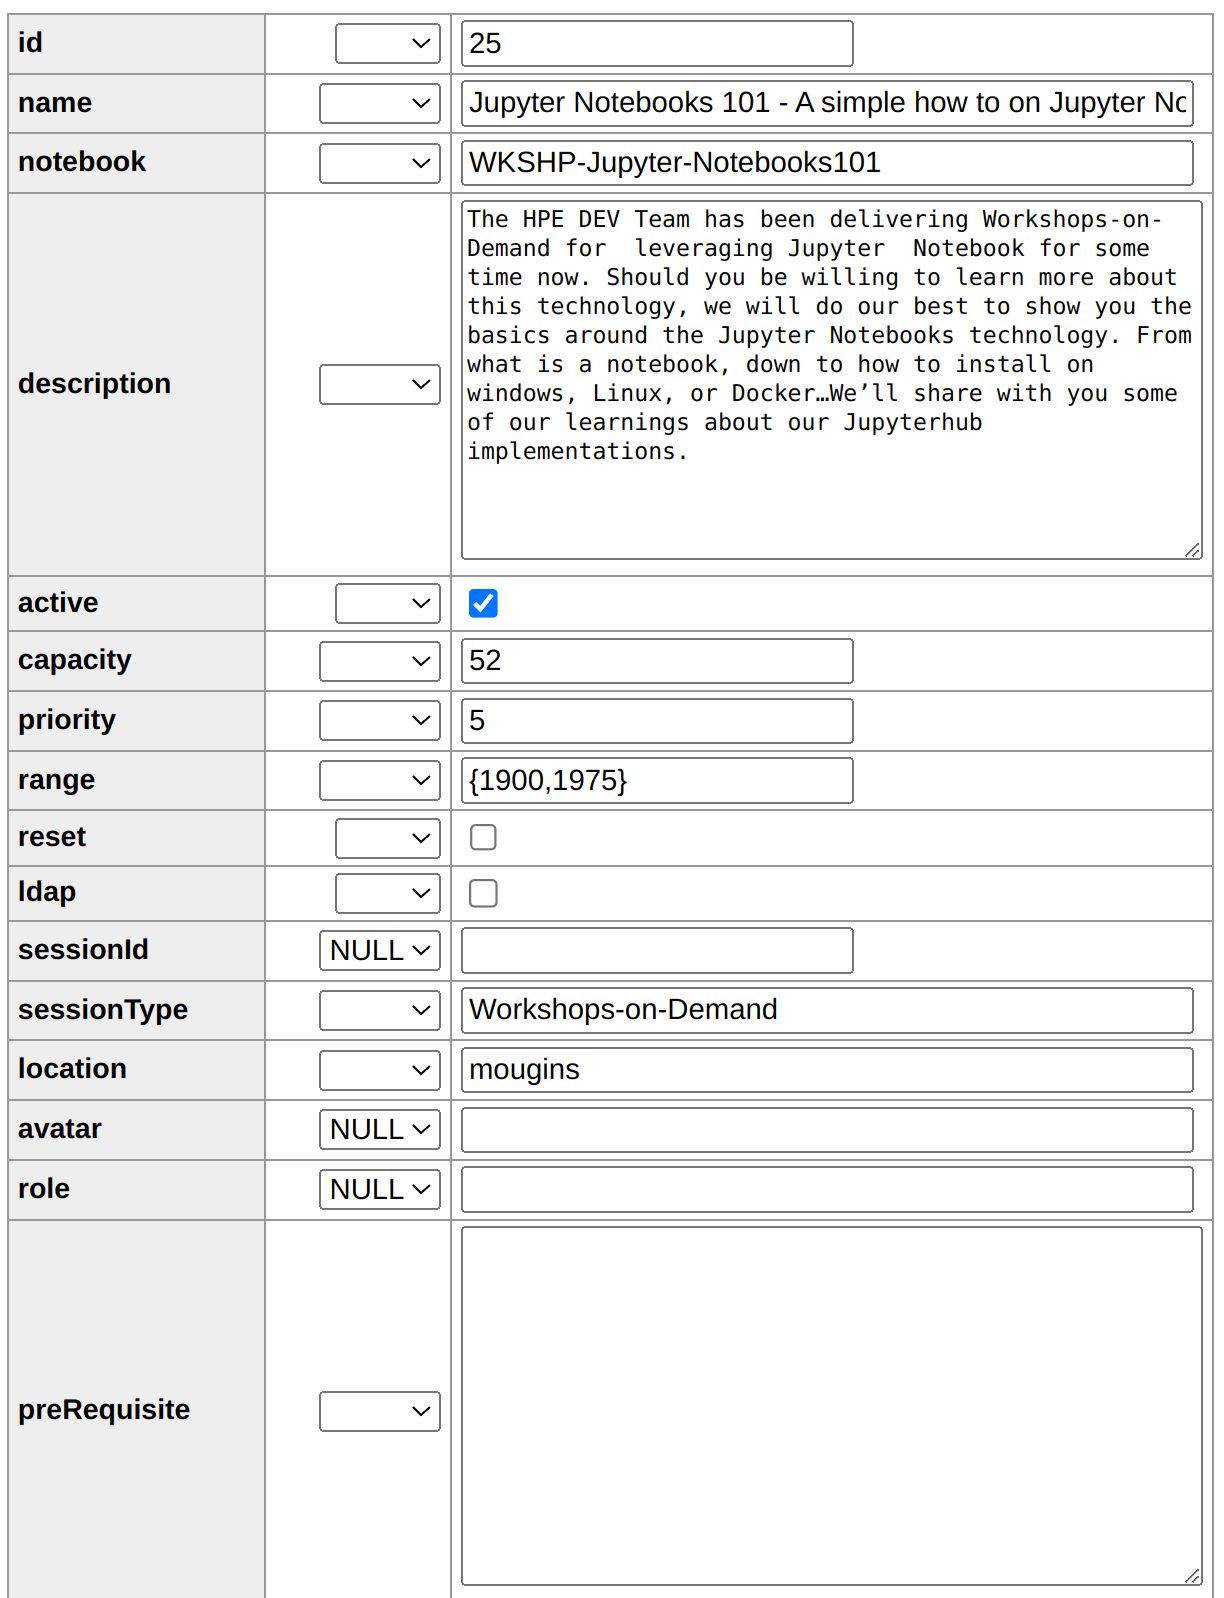 id 25
name Jupyter Notebooks 101 - A simple how to on Jupyter
notebook WKSHP-Jupyter-Notebooks101
description
The HPE DEV Team has been delivering Workshops-on-
Demand for  leveraging Jupyter  Notebook for some
time now. Should you be willing to learn more about
this technology, we will do our best to show you the
basics around the Jupyter Notebooks technology. From
what is a notebook, down to how to install on
windows, Linux, or Docker…We’ll share with you some
of our learnings about our Jupyterhub
implementations.
active
capacity 52
priority 5
range {1900,1975}
reset
ldap
sessionId NULL
sessionType Workshops-on-Demand
location mougins
avatar NULL
role NULL
preRequisite